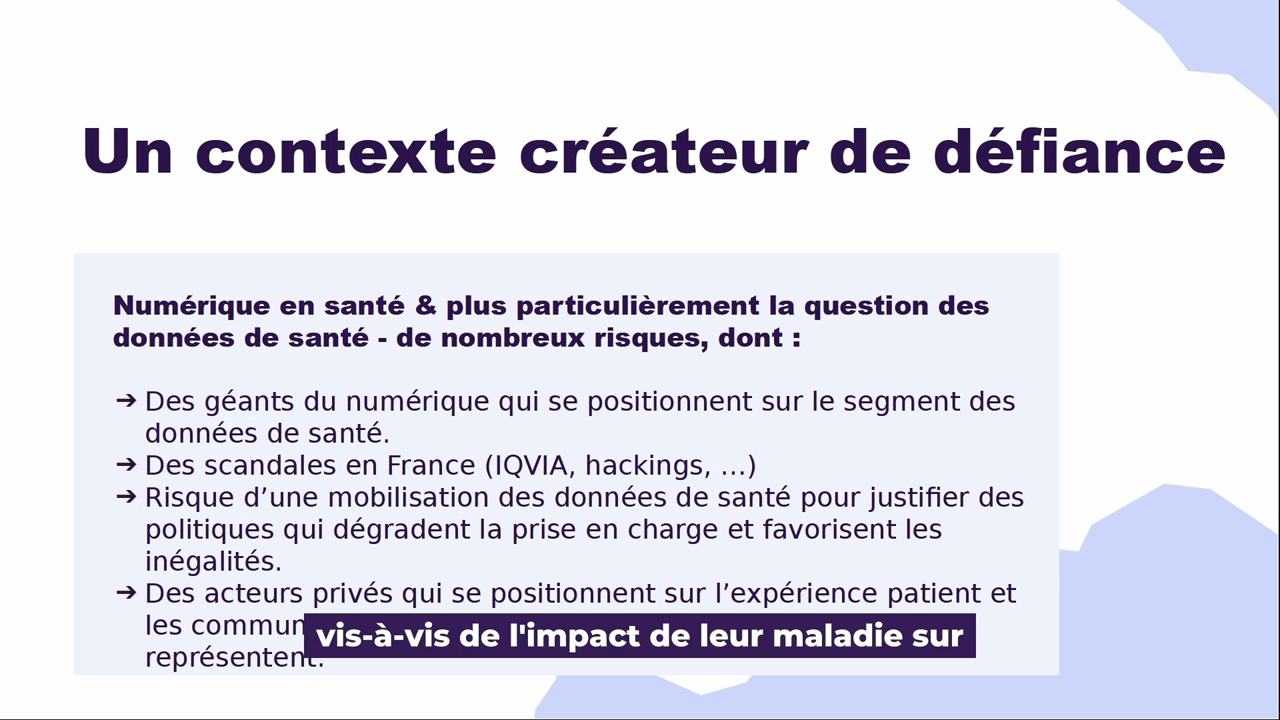 Un contexte créateur de défiance
Numérique en santé & plus particulièrement la question des
données de santé - de nombreux risques, dont :
➔ Des géants du numérique qui se positionnent sur le segment des
données de santé.
➔ Des scandales en France (IQVIA, hackings, ...)
➔ Risque d’une mobilisation des données de santé pour justifier des
politiques qui dégradent la prise en charge et favorisent les
inégalités.
➔ Des acteurs privés qui se positionnent sur l’expérience patient et
les
vis-à-vis de l'impact de leur maladie sur
représentent.